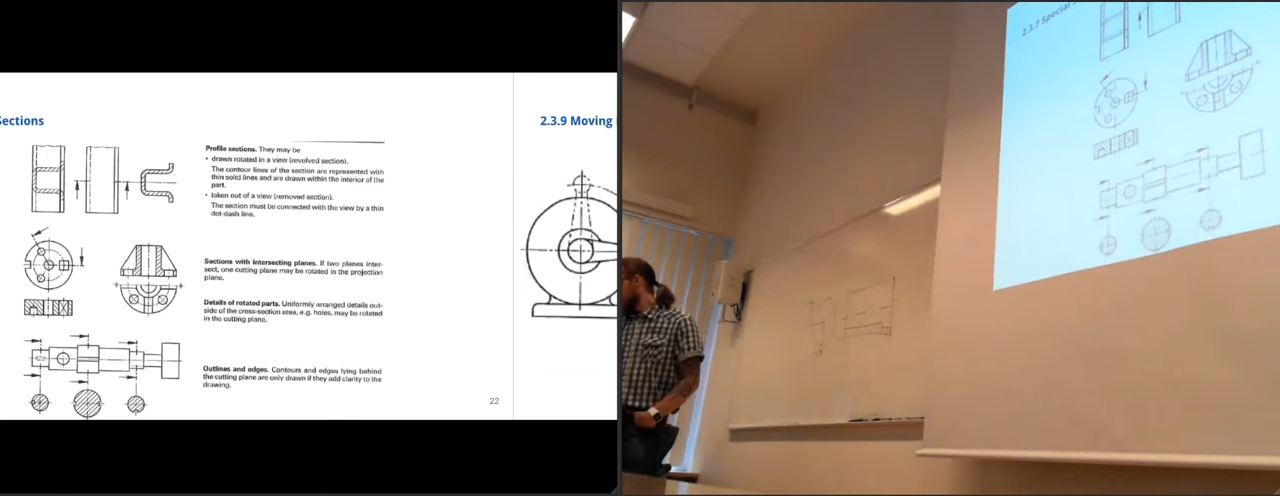 Sections
Profile sections. They may be
• drawn rotated in a view (revolved section).
The contour lines of the section are represented with
thin solid lines and are drawn within the interior of the
part.
• taken out of a view (removed section).
The section must be connected with the view by a thin
dot-dash line.
Sections with intersecting planes. If two planes inter-
sect, one cutting plane may be rotated in the projection
plane.
Details of rotated parts. Uniformly arranged details out-
side of the cross-section area, e.g. holes, may be rotated
in the cutting plane.
Outlines and edges. Contours and edges lying behind
the cutting plane are only drawn if they add clarity to the
drawing.
22
2.3.9 Moving
2.3.7 Special